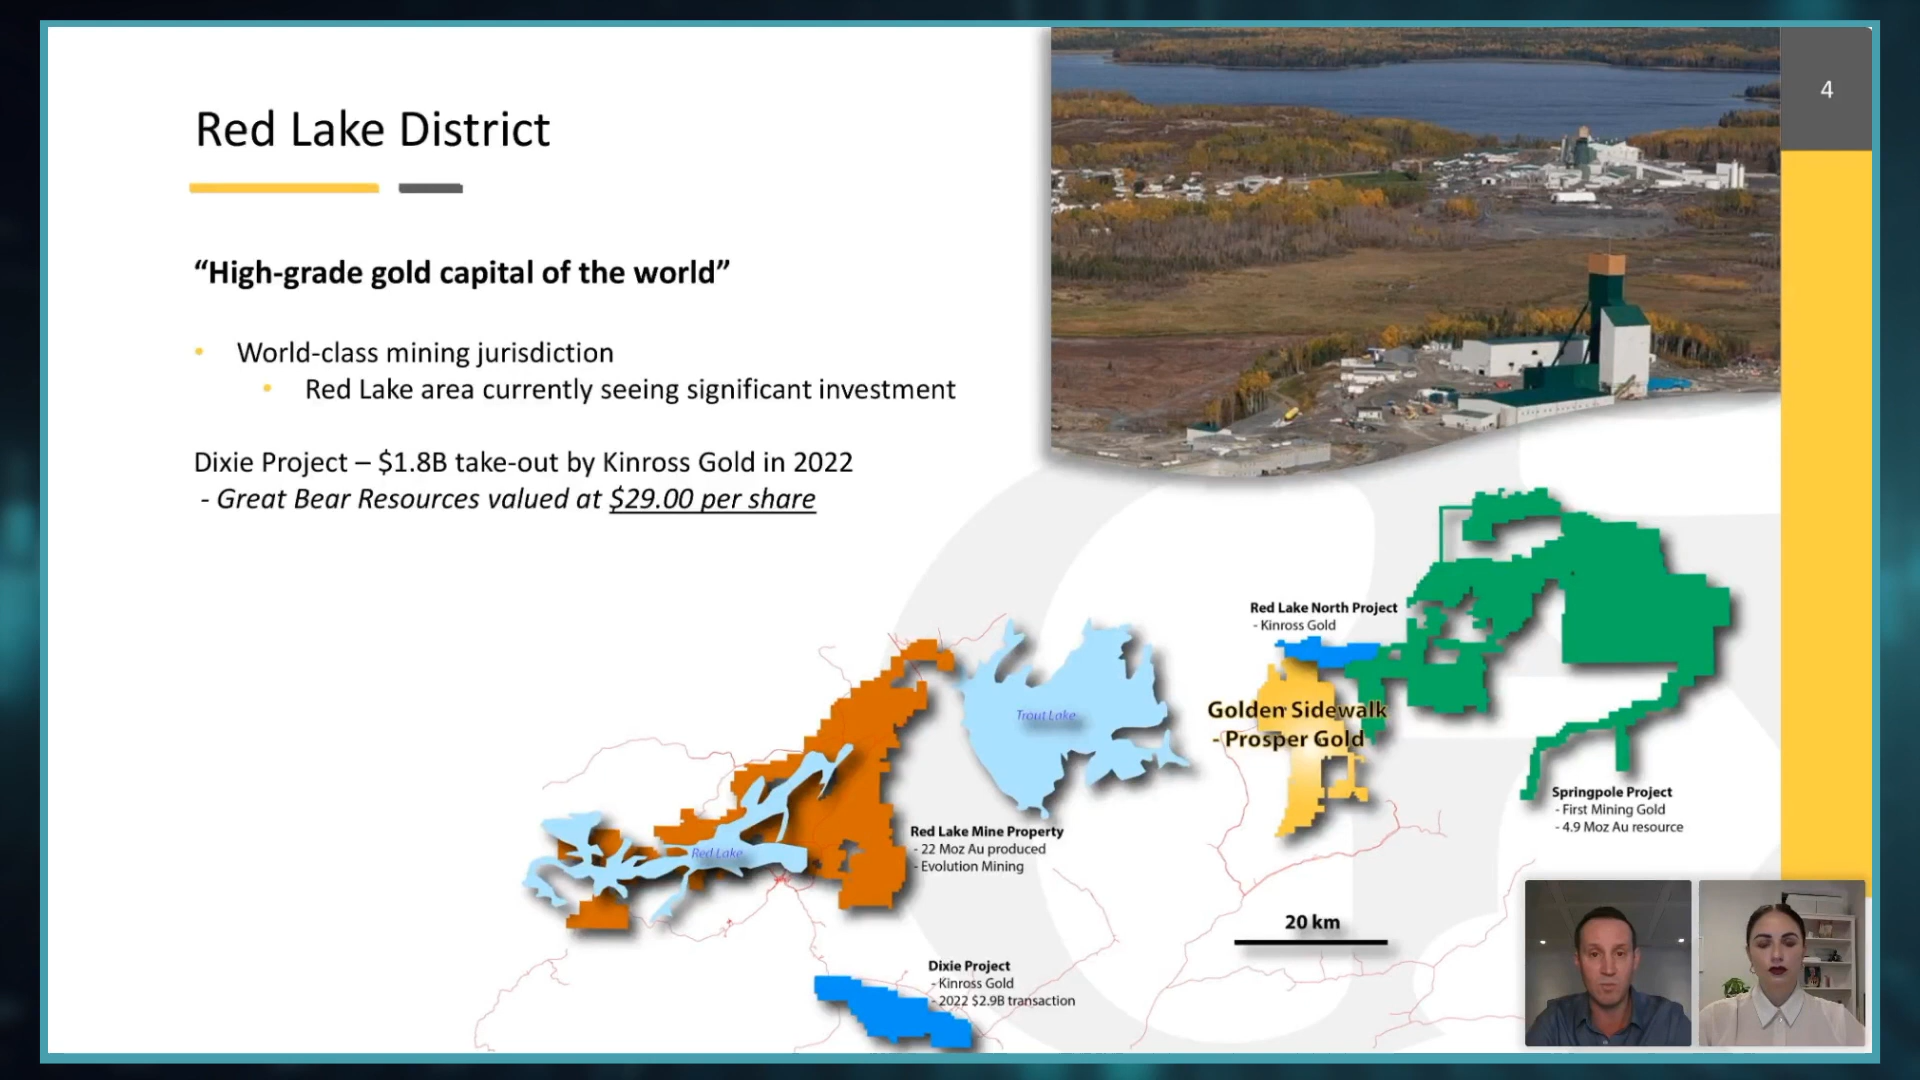 4
Red Lake District
“High-grade gold capital of the world”
• World-class mining jurisdiction
• Red Lake area currently seeing significant investment
Dixie Project – $1.8B take-out by Kinross Gold in 2022
- Great Bear Resources valued at $29.00 per share
Red Lake North Project
- Kinross Gold
Trout Lake
Golden Sidewalk
- Prosper Gold
Springpole Project
- First Mining Gold
- 4.9 Moz Au resource
Red Lake Mine Property
- 22 Moz Au produced
- Evolution Mining
Red Lake
20 km
Dixie Project
- Kinross Gold
- 2022 $2.9B transaction